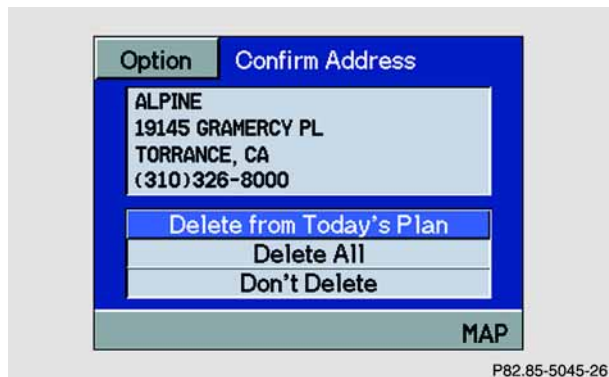 Option Confirm Address
ALPINE
19145 GRAMERCY PL
TORRANCE, CA
(310)326-8000
Delete from Today's Plan
Delete All
Don't Delete
MAP
P82.85-5045-26